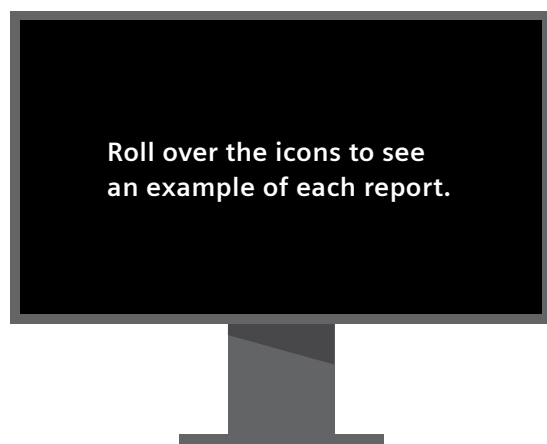 Roll over the icons to see
an example of each report.